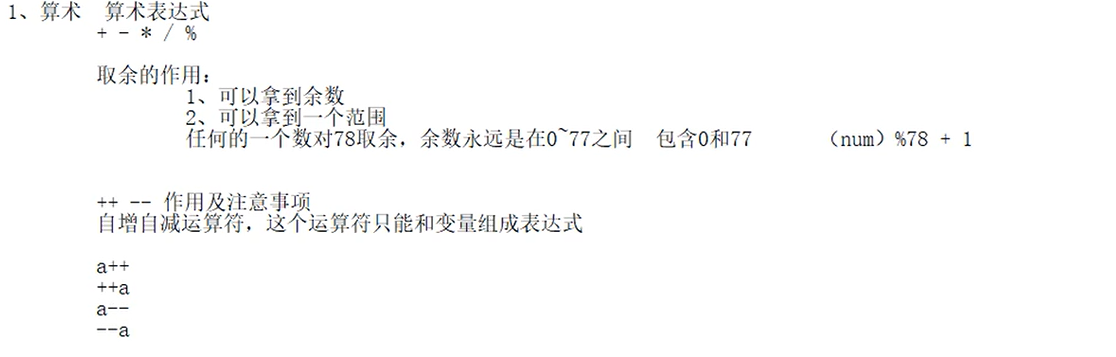 1、算术  算术表达式
+ - * / %
取余的作用：
1、可以拿到余数
2、可以拿到一个范围
任何的一个数对78取余，余数永远是在0~77之间  包含0和77  （num）%78 + 1
++ -- 作用及注意事项
自增自减运算符，这个运算符只能和变量组成表达式
a++
++a
a--
--a